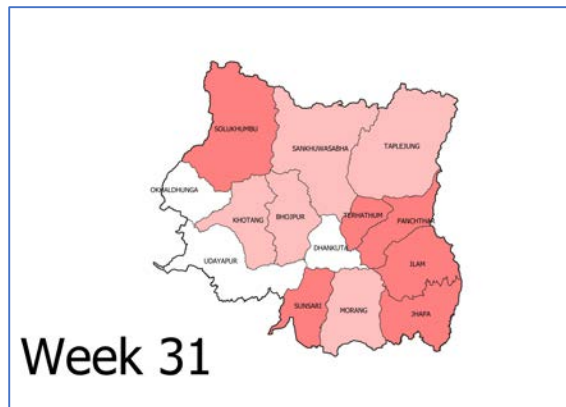 SOLUKHUMBU
TAPLEJUNG
SANKHUWASABHA
OKHALDHUNGA
TERHATHUM
KHOTANG
BHOJPUR
PANCHTHAR
DHANKUTA
UDAYAPUR
ILAM
SUNSARI
MORANG
JHAPA
Week 31